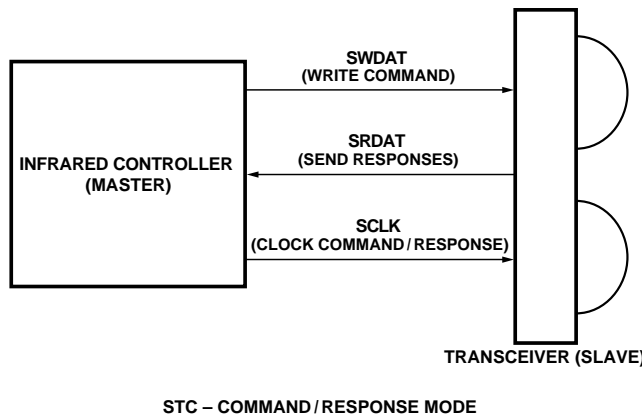 SWDAT
(WRITE COMMAND)
INFRARED CONTROLLER
(MASTER)
SRDAT
(SEND RESPONSES)
SCLK
(CLOCK COMMAND/RESPONSE)
TRANSCEIVER (SLAVE)
STC – COMMAND/RESPONSE MODE